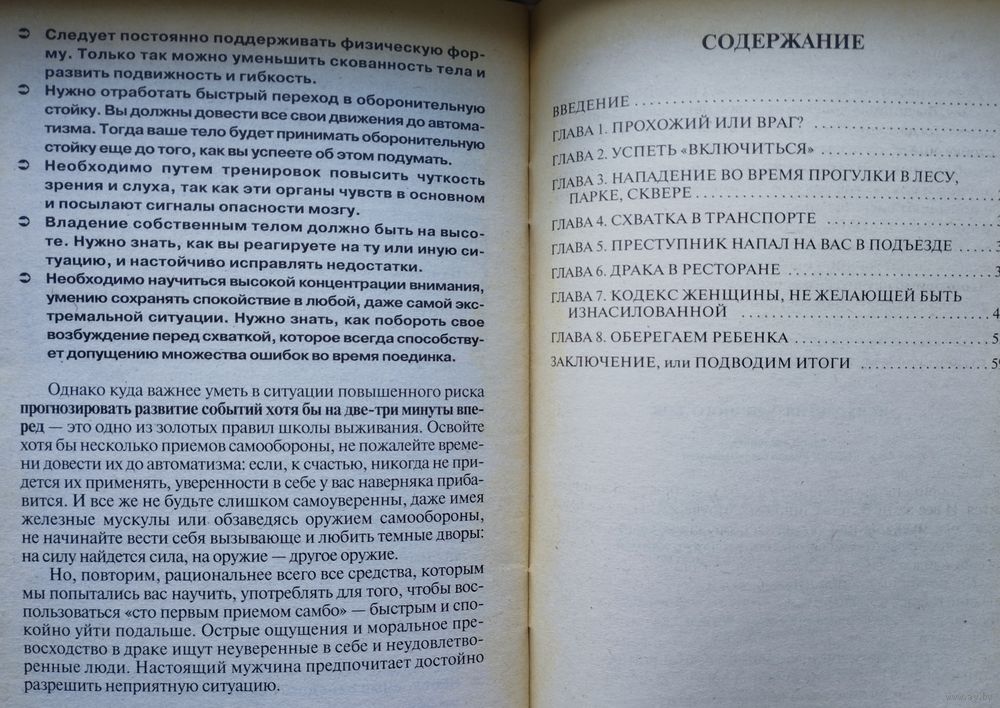 Следует постоянно поддерживать физическую фор-
му. Только так можно уменьшить скованность тела и
развить подвижность и гибкость.
Нужно отработать быстрый переход в оборонительную
стойку. Вы должны довести все свои движения до автома-
тизма. Тогда ваше тело будет принимать оборонительную
стойку еще до того, как вы успеете об этом подумать.
Необходимо путем тренировок повысить чуткость
зрения и слуха, так как эти органы чувств в основном
и посылают сигналы опасности мозгу.
Владение собственным телом должно быть на высо-
те. Нужно знать, как вы реагируете на ту или иную си-
туацию, и настойчиво исправлять недостатки.
Необходимо научиться высокой концентрации внимания,
умению сохранять спокойствие в любой, даже самой экс-
тремальной ситуации. Нужно знать, как побороть свое
возбуждение перед схваткой, которое всегда способству-
ет допущению множества ошибок во время поединка.
Однако куда важнее уметь в ситуации повышенного риска
прогнозировать развитие событий хотя бы на две-три минуты впе-
ред — это одно из золотых правил школы выживания. Освойте
хотя бы несколько приемов самообороны, не пожалейте време-
ни довести их до автоматизма: если, к счастью, никогда не при-
дется их применять, уверенности в себе у вас наверняка приба-
вится. И все же не будьте слишком самоуверенны, даже имея
железные мускулы или обзаведясь оружием самообороны,
не начинайте вести себя вызывающе и любить темные дворы:
на силу найдется сила, на оружие — другое оружие.
Но, повторим, рациональнее всего все средства, которым
мы попытались вас научить, употреблять для того, чтобы вос-
пользоваться «сто первым приемом самбо» — быстрым и спо-
койно уйти подальше. Острые ощущения и моральное пре-
восходство в драке ищут неуверенные в себе и неудовлетво-
ренные люди. Настоящий мужчина предпочитает достойно
разрешить неприятную ситуацию.
СОДЕРЖАНИЕ
ВВЕДЕНИЕ
ГЛАВА 1. ПРОХОЖИЙ ИЛИ ВРАГ?
ГЛАВА 2. УСПЕТЬ «ВКЛЮЧИТЬСЯ»
ГЛАВА 3. НАПАДЕНИЕ ВО ВРЕМЯ ПРОГУЛКИ В ЛЕСУ,
ПАРКЕ, СКВЕРЕ
ГЛАВА 4. СХВАТКА В ТРАНСПОРТЕ
ГЛАВА 5. ПРЕСТУПНИК НАПАЛ НА ВАС В ПОДЪЕЗДЕ
ГЛАВА 6. ДРАКА В РЕСТОРАНЕ
ГЛАВА 7. КОДЕКС ЖЕНЩИНЫ, НЕ ЖЕЛАЮЩЕЙ БЫТЬ
ИЗНАСИЛОВАННОЙ 4
ГЛАВА 8. ОБЕРЕГАЕМ РЕБЕНКА 5
ЗАКЛЮЧЕНИЕ, или ПОДВОДИМ ИТОГИ 59